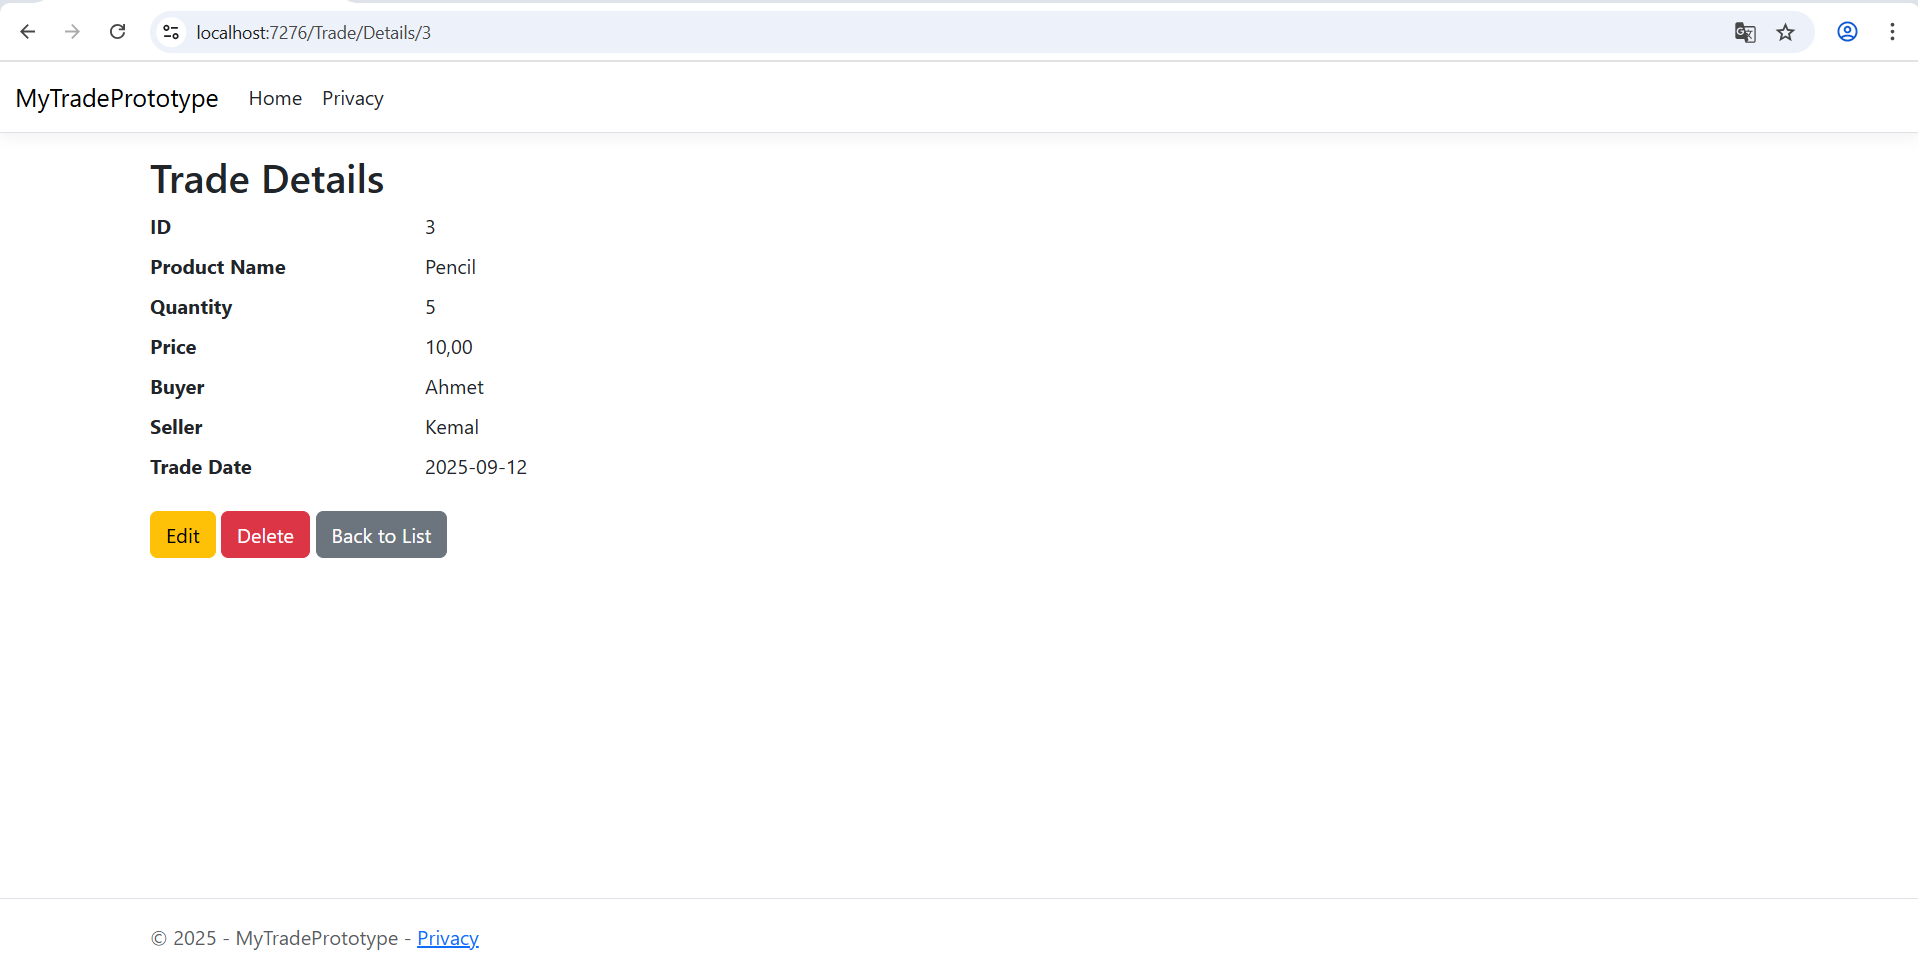 localhost:7276/Trade/Details/3
MyTradePrototype Home Privacy
Trade Details
ID 3
Product Name Pencil
Quantity 5
Price 10,00
Buyer Ahmet
Seller Kemal
Trade Date 2025-09-12
Edit Delete Back to List
© 2025 - MyTradePrototype - Privacy